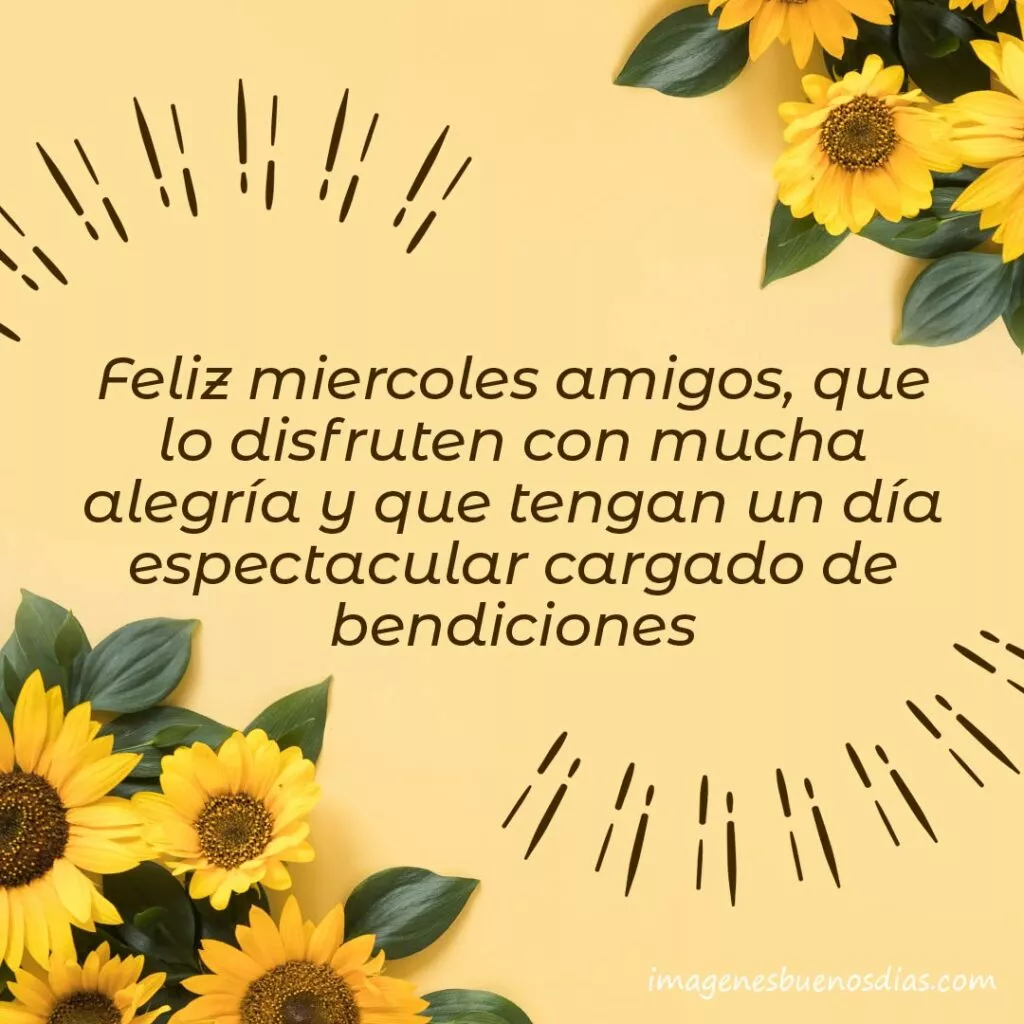 Feliz miercoles amigos, que
lo disfruten con mucha
alegría y que tengan un día
espectacular cargado de
bendiciones
imagenesbuenosdias.com